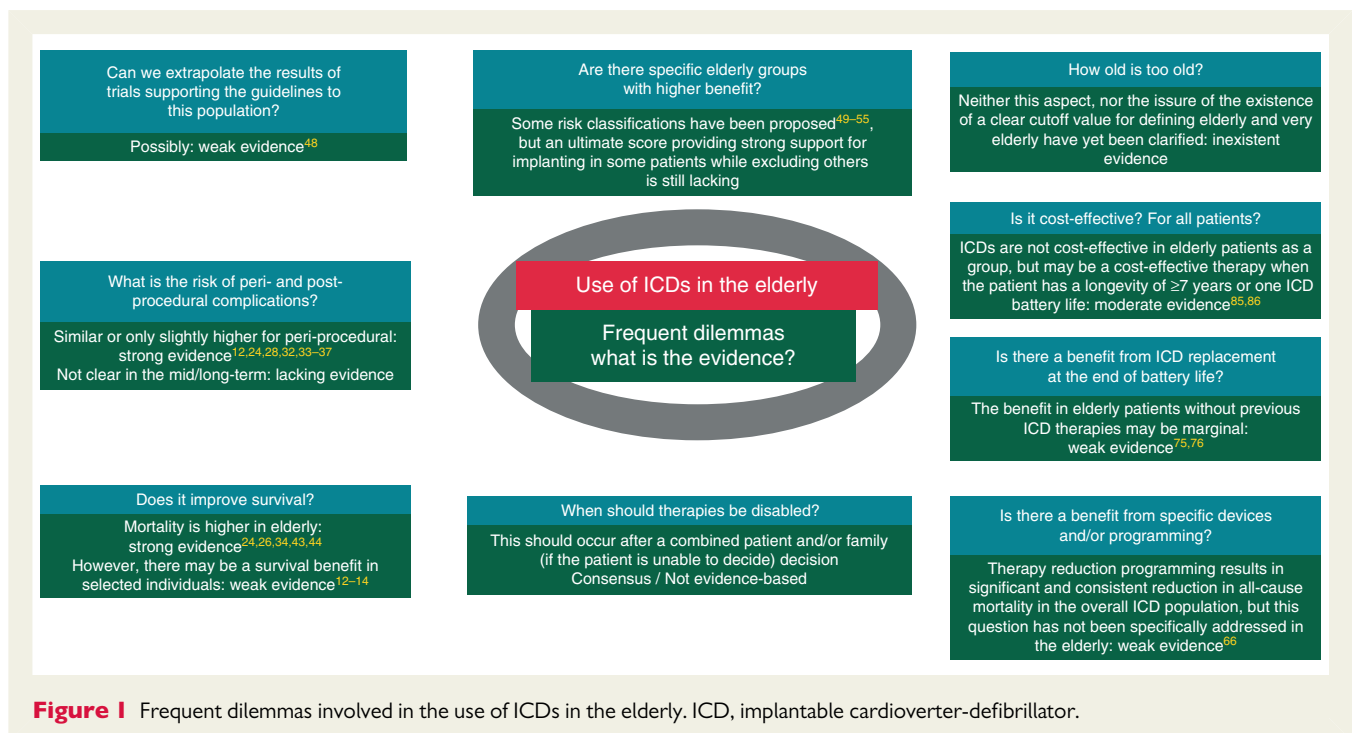 Can we extrapolate the results of
trials supporting the guidelines to
this population?
Possibly: weak evidence48
Are there specific elderly groups
with higher benefit?
Some risk classifications have been proposed49–55,
but an ultimate score providing strong support for
implanting in some patients while excluding others
is still lacking
How old is too old?
Neither this aspect, nor the issure of the existence
of a clear cutoff value for defining elderly and very
elderly have yet been clarified: inexistent
evidence
Is it cost-effective? For all patients?
ICDs are not cost-effective in elderly patients as a
group, but may be a cost-effective therapy when
the patient has a longevity of ≥7 years or one ICD
battery life: moderate evidence85,86
What is the risk of peri- and post-
procedural complications?
Similar or only slightly higher for peri-procedural:
strong evidence12,24,28,32,33–37
Not clear in the mid/long-term: lacking evidence
Use of ICDs in the elderly
Frequent dilemmas
what is the evidence?
Is there a benefit from ICD replacement
at the end of battery life?
The benefit in elderly patients without previous
ICD therapies may be marginal:
weak evidence75,76
Does it improve survival?
Mortality is higher in elderly:
strong evidence24,26,34,43,44
However, there may be a survival benefit in
selected individuals: weak evidence12–14
When should therapies be disabled?
This should occur after a combined patient and/or family
(if the patient is unable to decide) decision
Consensus / Not evidence-based
Is there a benefit from specific devices
and/or programming?
Therapy reduction programming results in
significant and consistent reduction in all-cause
mortality in the overall ICD population, but this
question has not been specifically addressed in
the elderly: weak evidence66
Figure 1 Frequent dilemmas involved in the use of ICDs in the elderly. ICD, implantable cardioverter-defibrillator.